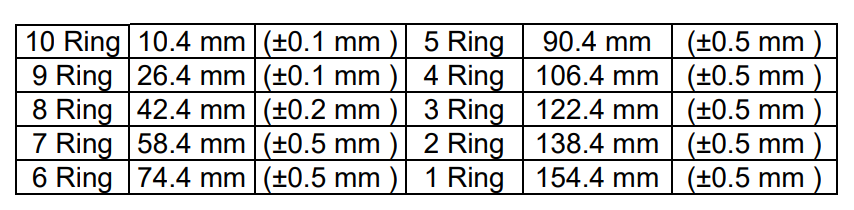 10 Ring 10.4 mm (±0.1 mm ) 5 Ring 90.4 mm (±0.5 mm )
9 Ring 26.4 mm (±0.1 mm ) 4 Ring 106.4 mm (±0.5 mm )
8 Ring 42.4 mm (±0.2 mm ) 3 Ring 122.4 mm (±0.5 mm )
7 Ring 58.4 mm (±0.5 mm ) 2 Ring 138.4 mm (±0.5 mm )
6 Ring 74.4 mm (±0.5 mm ) 1 Ring 154.4 mm (±0.5 mm )